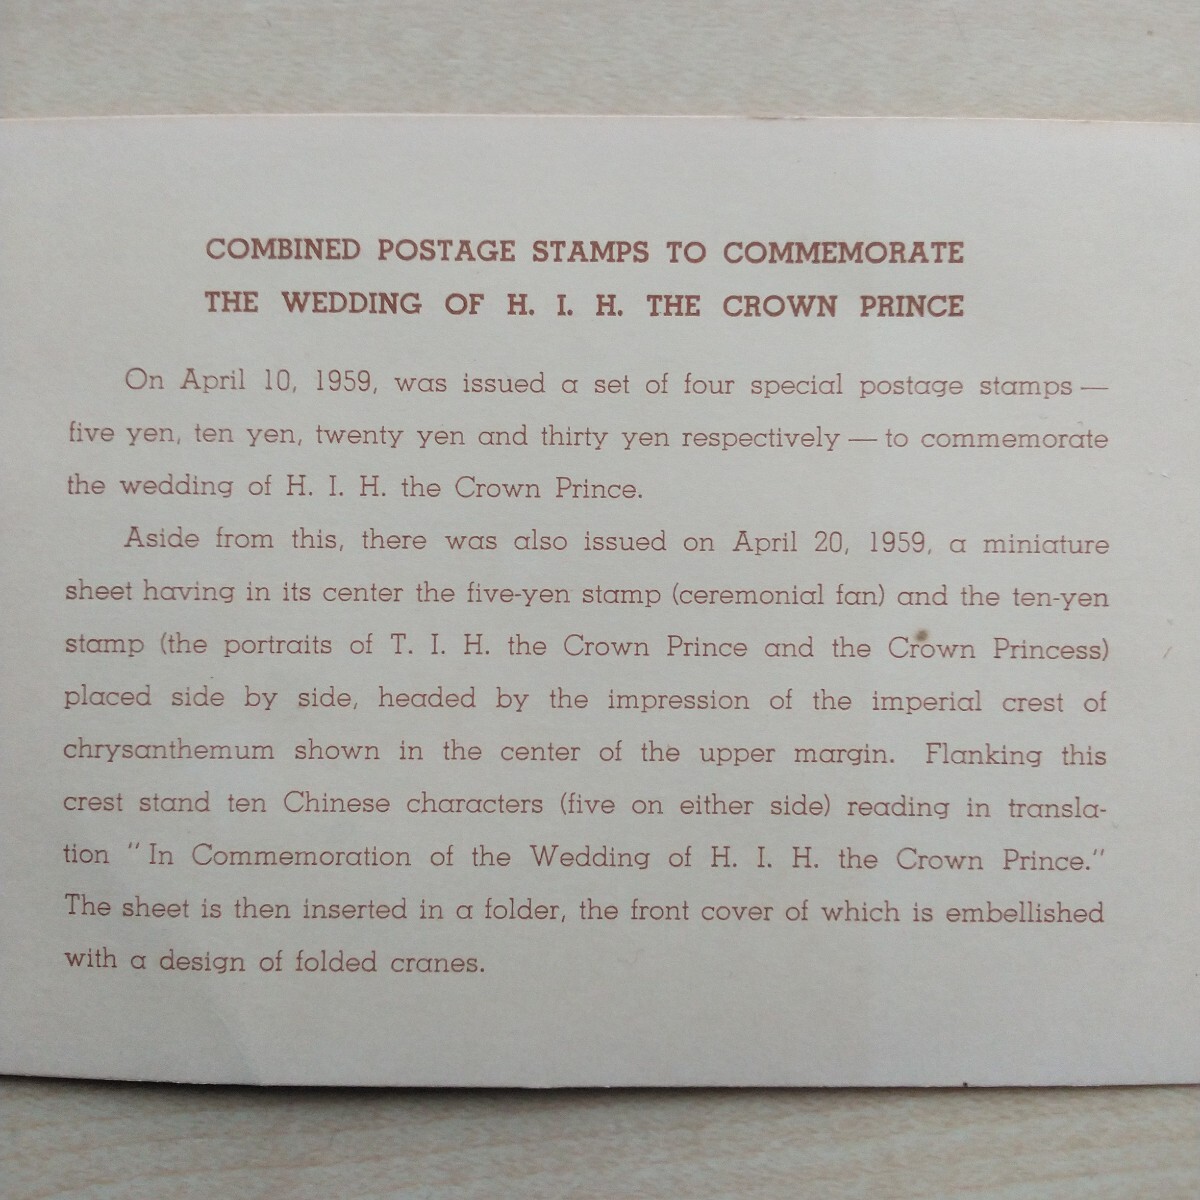 COMBINED POSTAGE STAMPS TO COMMEMORATE
THE WEDDING OF H. I. H. THE CROWN PRINCE
On April 10, 1959, was issued a set of four special postage stamps —
five yen, ten yen, twenty yen and thirty yen respectively — to commemorate
the wedding of H. I. H. the Crown Prince.
Aside from this, there was also issued on April 20, 1959, a miniature
sheet having in its center the five-yen stamp (ceremonial fan) and the ten-yen
stamp (the portraits of T. I. H. the Crown Prince and the Crown Princess)
placed side by side, headed by the impression of the imperial crest of
chrysanthemum shown in the center of the upper margin. Flanking this
crest stand ten Chinese characters (five on either side) reading in transla-
tion "In Commemoration of the Wedding of H. I. H. the Crown Prince."
The sheet is then inserted in a folder, the front cover of which is embellished
with a design of folded cranes.